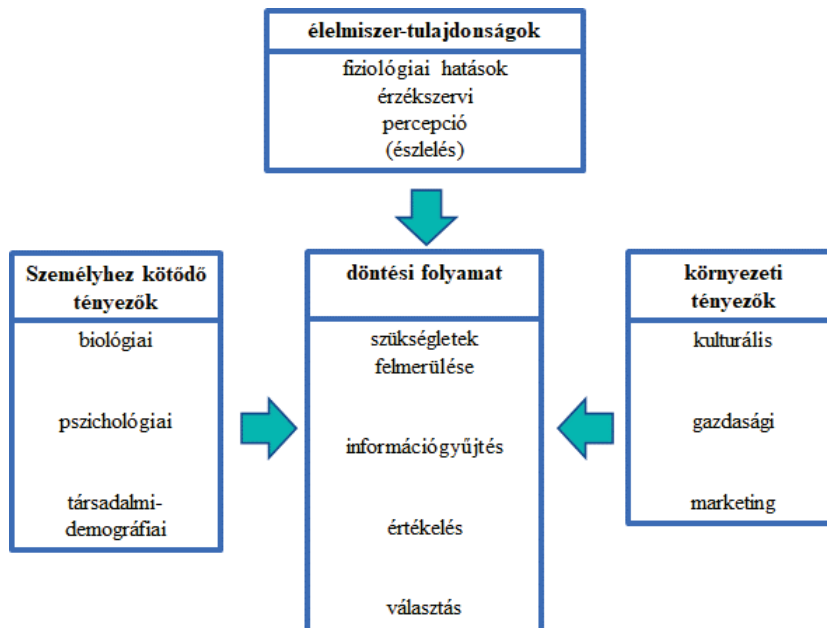 élelmiszer-tulajdonságok
fiziológiai hatások
érzékszervi
percepció
(észlelés)
Személyhez kötődő
tényezők
biológiai
pszichológiai
társadalmi-
demográfiai
döntési folyamat
szükségletek
felmerülése
információgyűjtés
értékelés
választás
környezeti
tényezők
kulturális
gazdasági
marketing